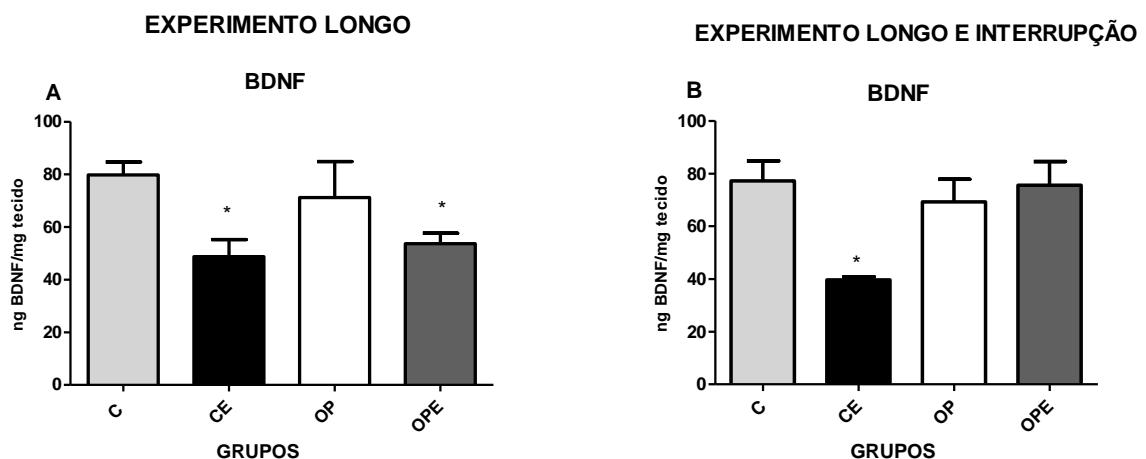 EXPERIMENTO LONGO
A
BDNF
ng BDNF/mg tecido
100
80
60
40
20
0
*
*
C
CE
OP
OPE
GRUPOS
EXPERIMENTO LONGO E INTERRUPÇÃO
B
BDNF
ng BDNF/mg tecido
100
80
60
40
20
0
*
C
CE
OP
OPE
GRUPOS